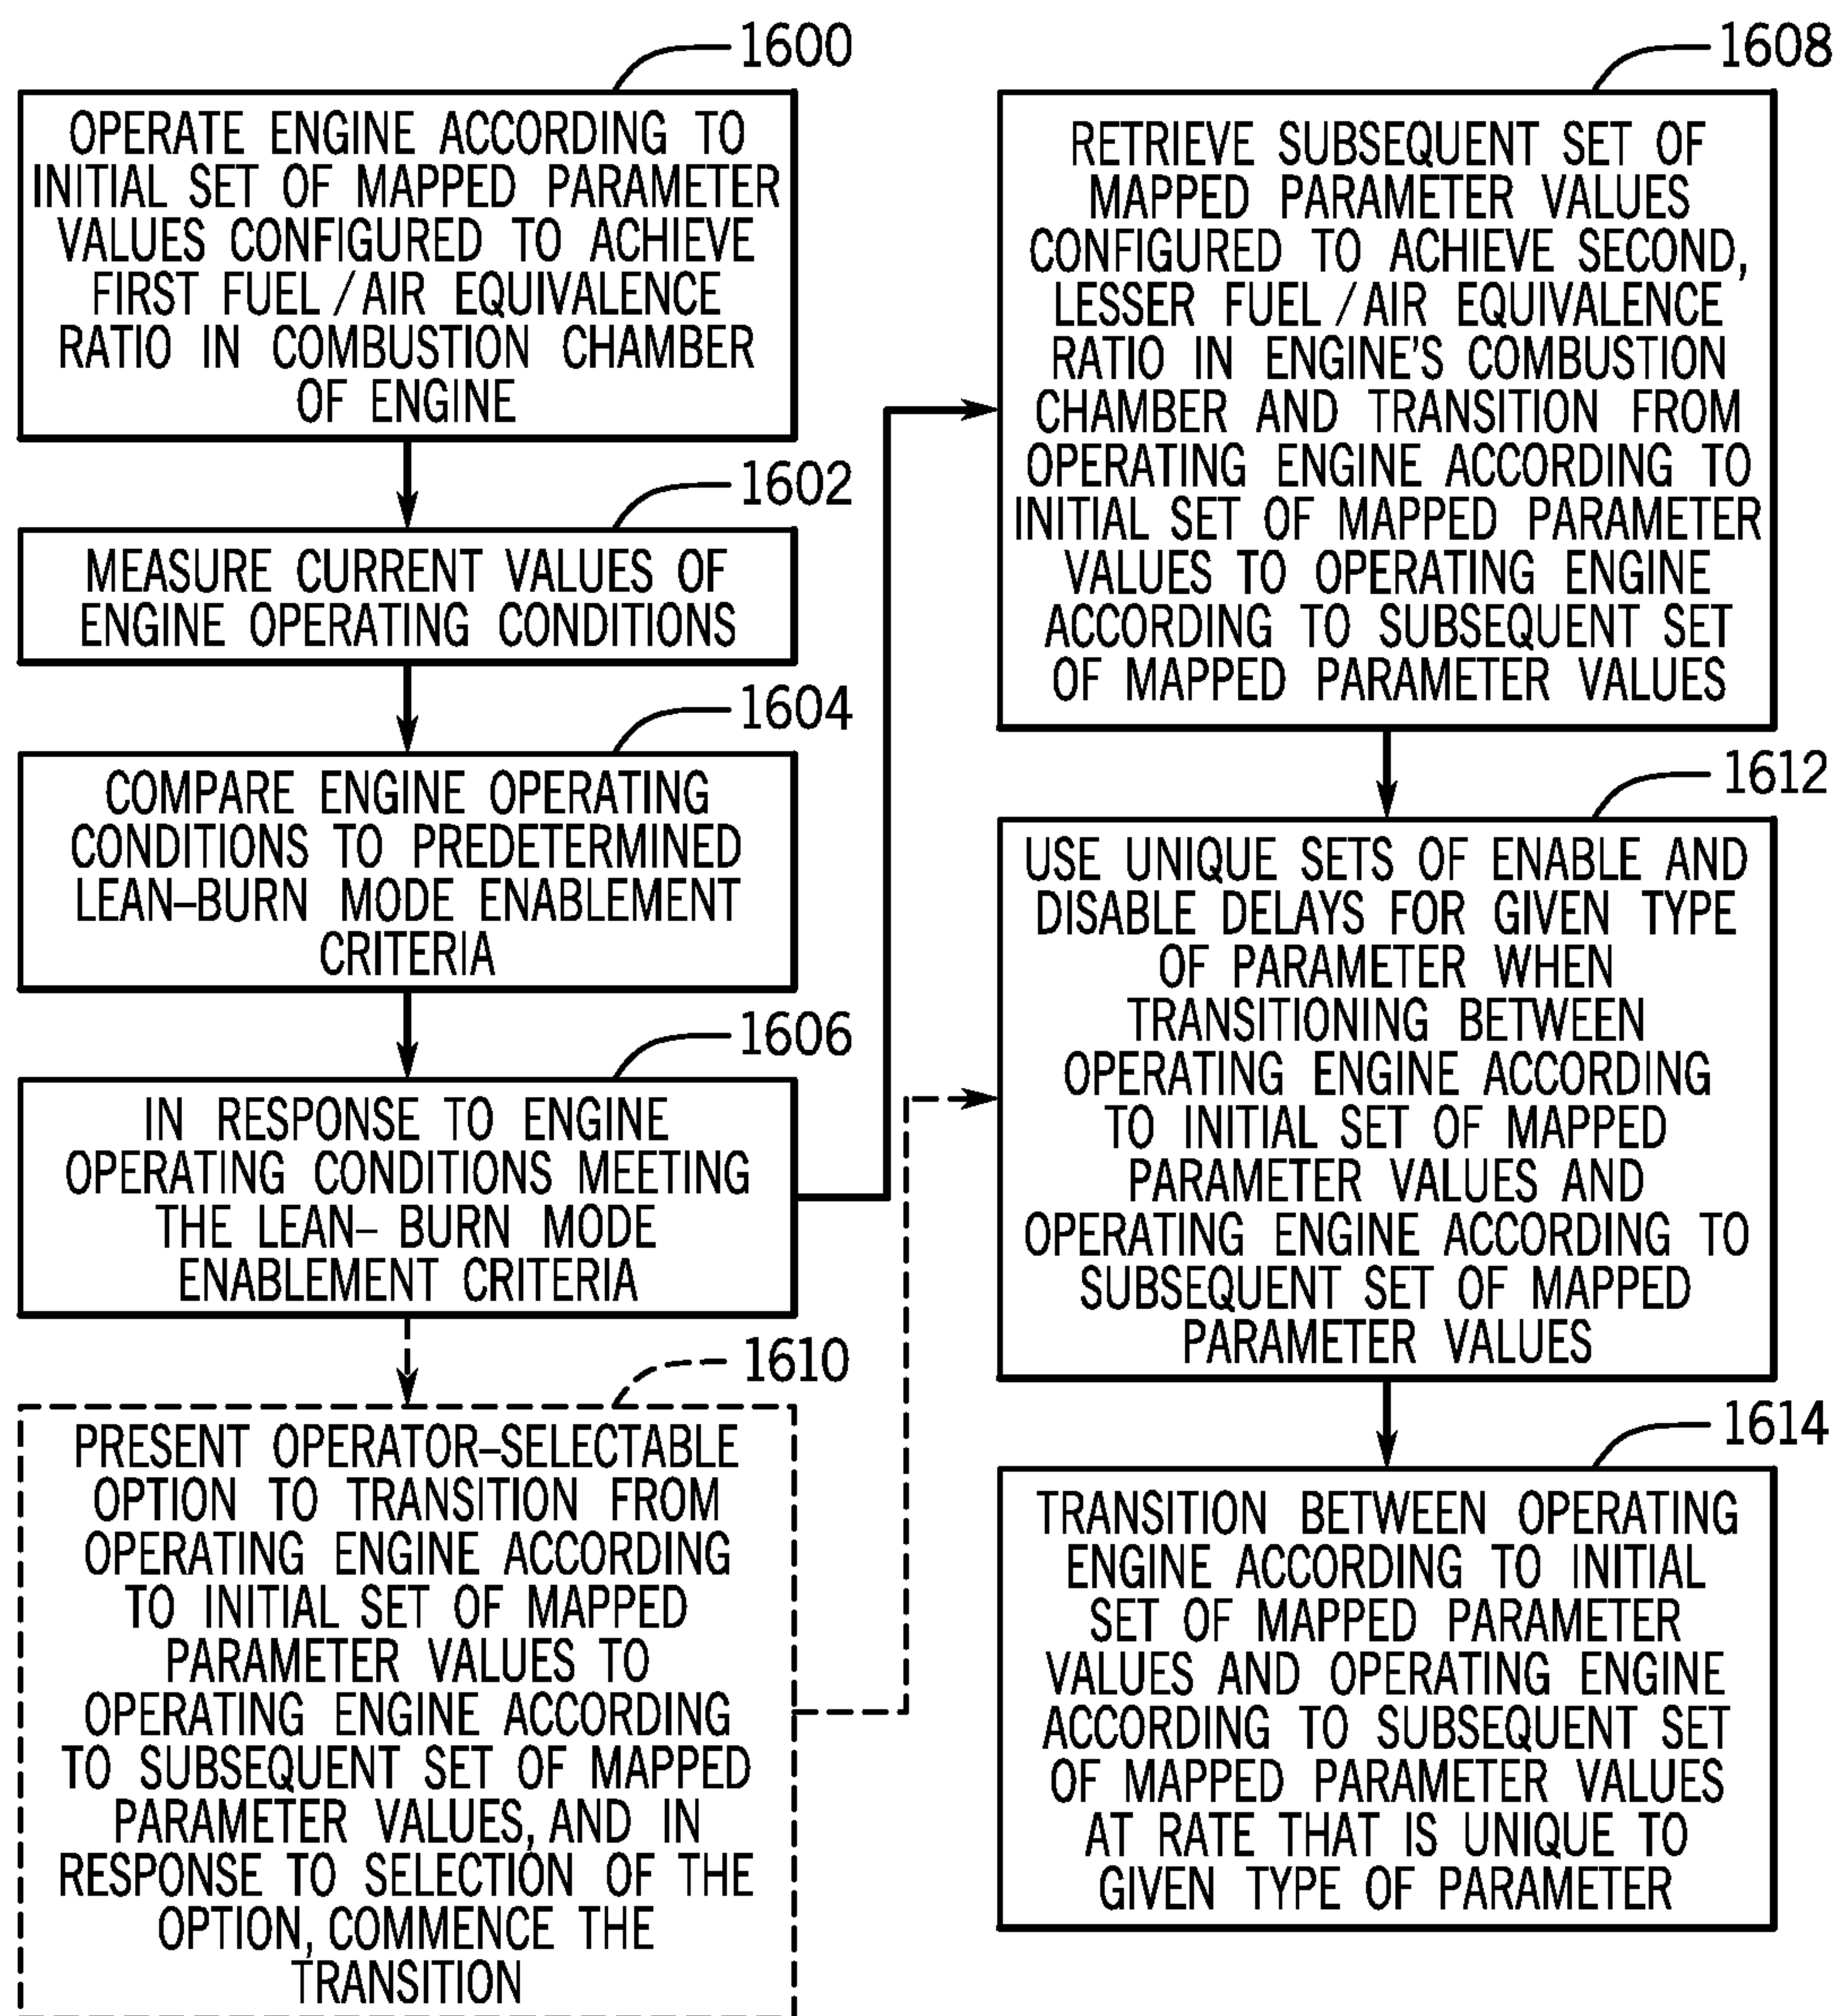 1600
OPERATE ENGINE ACCORDING TO
INITIAL SET OF MAPPED PARAMETER
VALUES CONFIGURED TO ACHIEVE
FIRST FUEL/AIR EQUIVALENCE
RATIO IN COMBUSTION CHAMBER
OF ENGINE
1602
MEASURE CURRENT VALUES OF
ENGINE OPERATING CONDITIONS
1604
COMPARE ENGINE OPERATING
CONDITIONS TO PREDETERMINED
LEAN-BURN MODE ENABLEMENT
CRITERIA
1606
IN RESPONSE TO ENGINE
OPERATING CONDITIONS MEETING
THE LEAN- BURN MODE
ENABLEMENT CRITERIA
1610
PRESENT OPERATOR-SELECTABLE
OPTION TO TRANSITION FROM
OPERATING ENGINE ACCORDING
TO INITIAL SET OF MAPPED
PARAMETER VALUES TO
OPERATING ENGINE ACCORDING
TO SUBSEQUENT SET OF MAPPED
PARAMETER VALUES, AND IN
RESPONSE TO SELECTION OF THE
OPTION, COMMENCE THE
TRANSITION
1608
RETRIEVE SUBSEQUENT SET OF
MAPPED PARAMETER VALUES
CONFIGURED TO ACHIEVE SECOND,
LESSER FUEL/AIR EQUIVALENCE
RATIO IN ENGINE'S COMBUSTION
CHAMBER AND TRANSITION FROM
OPERATING ENGINE ACCORDING TO
INITIAL SET OF MAPPED PARAMETER
VALUES TO OPERATING ENGINE
ACCORDING TO SUBSEQUENT SET
OF MAPPED PARAMETER VALUES
1612
USE UNIQUE SETS OF ENABLE AND
DISABLE DELAYS FOR GIVEN TYPE
OF PARAMETER WHEN
TRANSITIONING BETWEEN
OPERATING ENGINE ACCORDING
TO INITIAL SET OF MAPPED
PARAMETER VALUES AND
OPERATING ENGINE ACCORDING TO
SUBSEQUENT SET OF MAPPED
PARAMETER VALUES
1614
TRANSITION BETWEEN OPERATING
ENGINE ACCORDING TO INITIAL
SET OF MAPPED PARAMETER
VALUES AND OPERATING ENGINE
ACCORDING TO SUBSEQUENT SET
OF MAPPED PARAMETER VALUES
AT RATE THAT IS UNIQUE TO
GIVEN TYPE OF PARAMETER